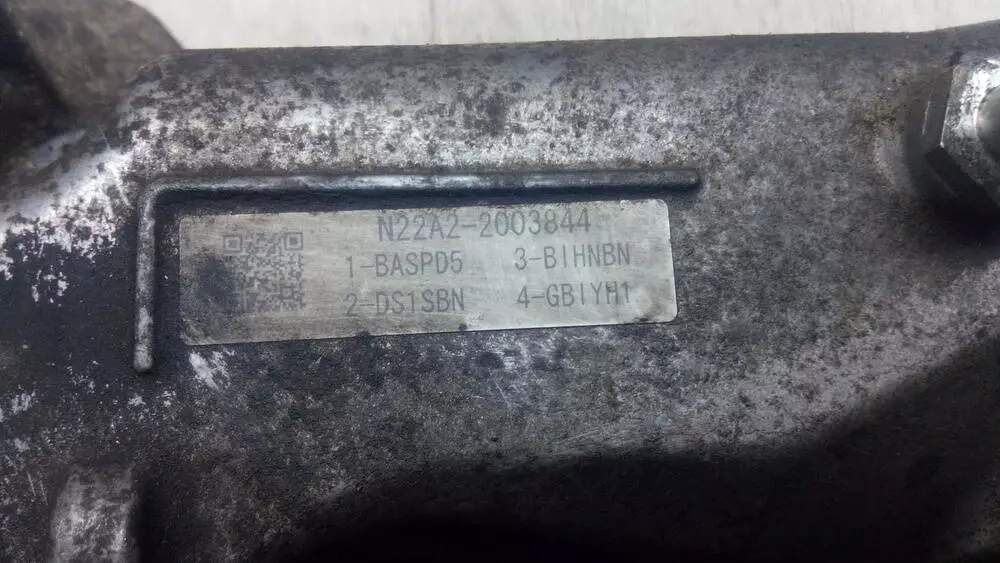 N22A2-2003844
1-BASPD5 3-BIHNBN
2-DS1SBN 4-GBIYH1